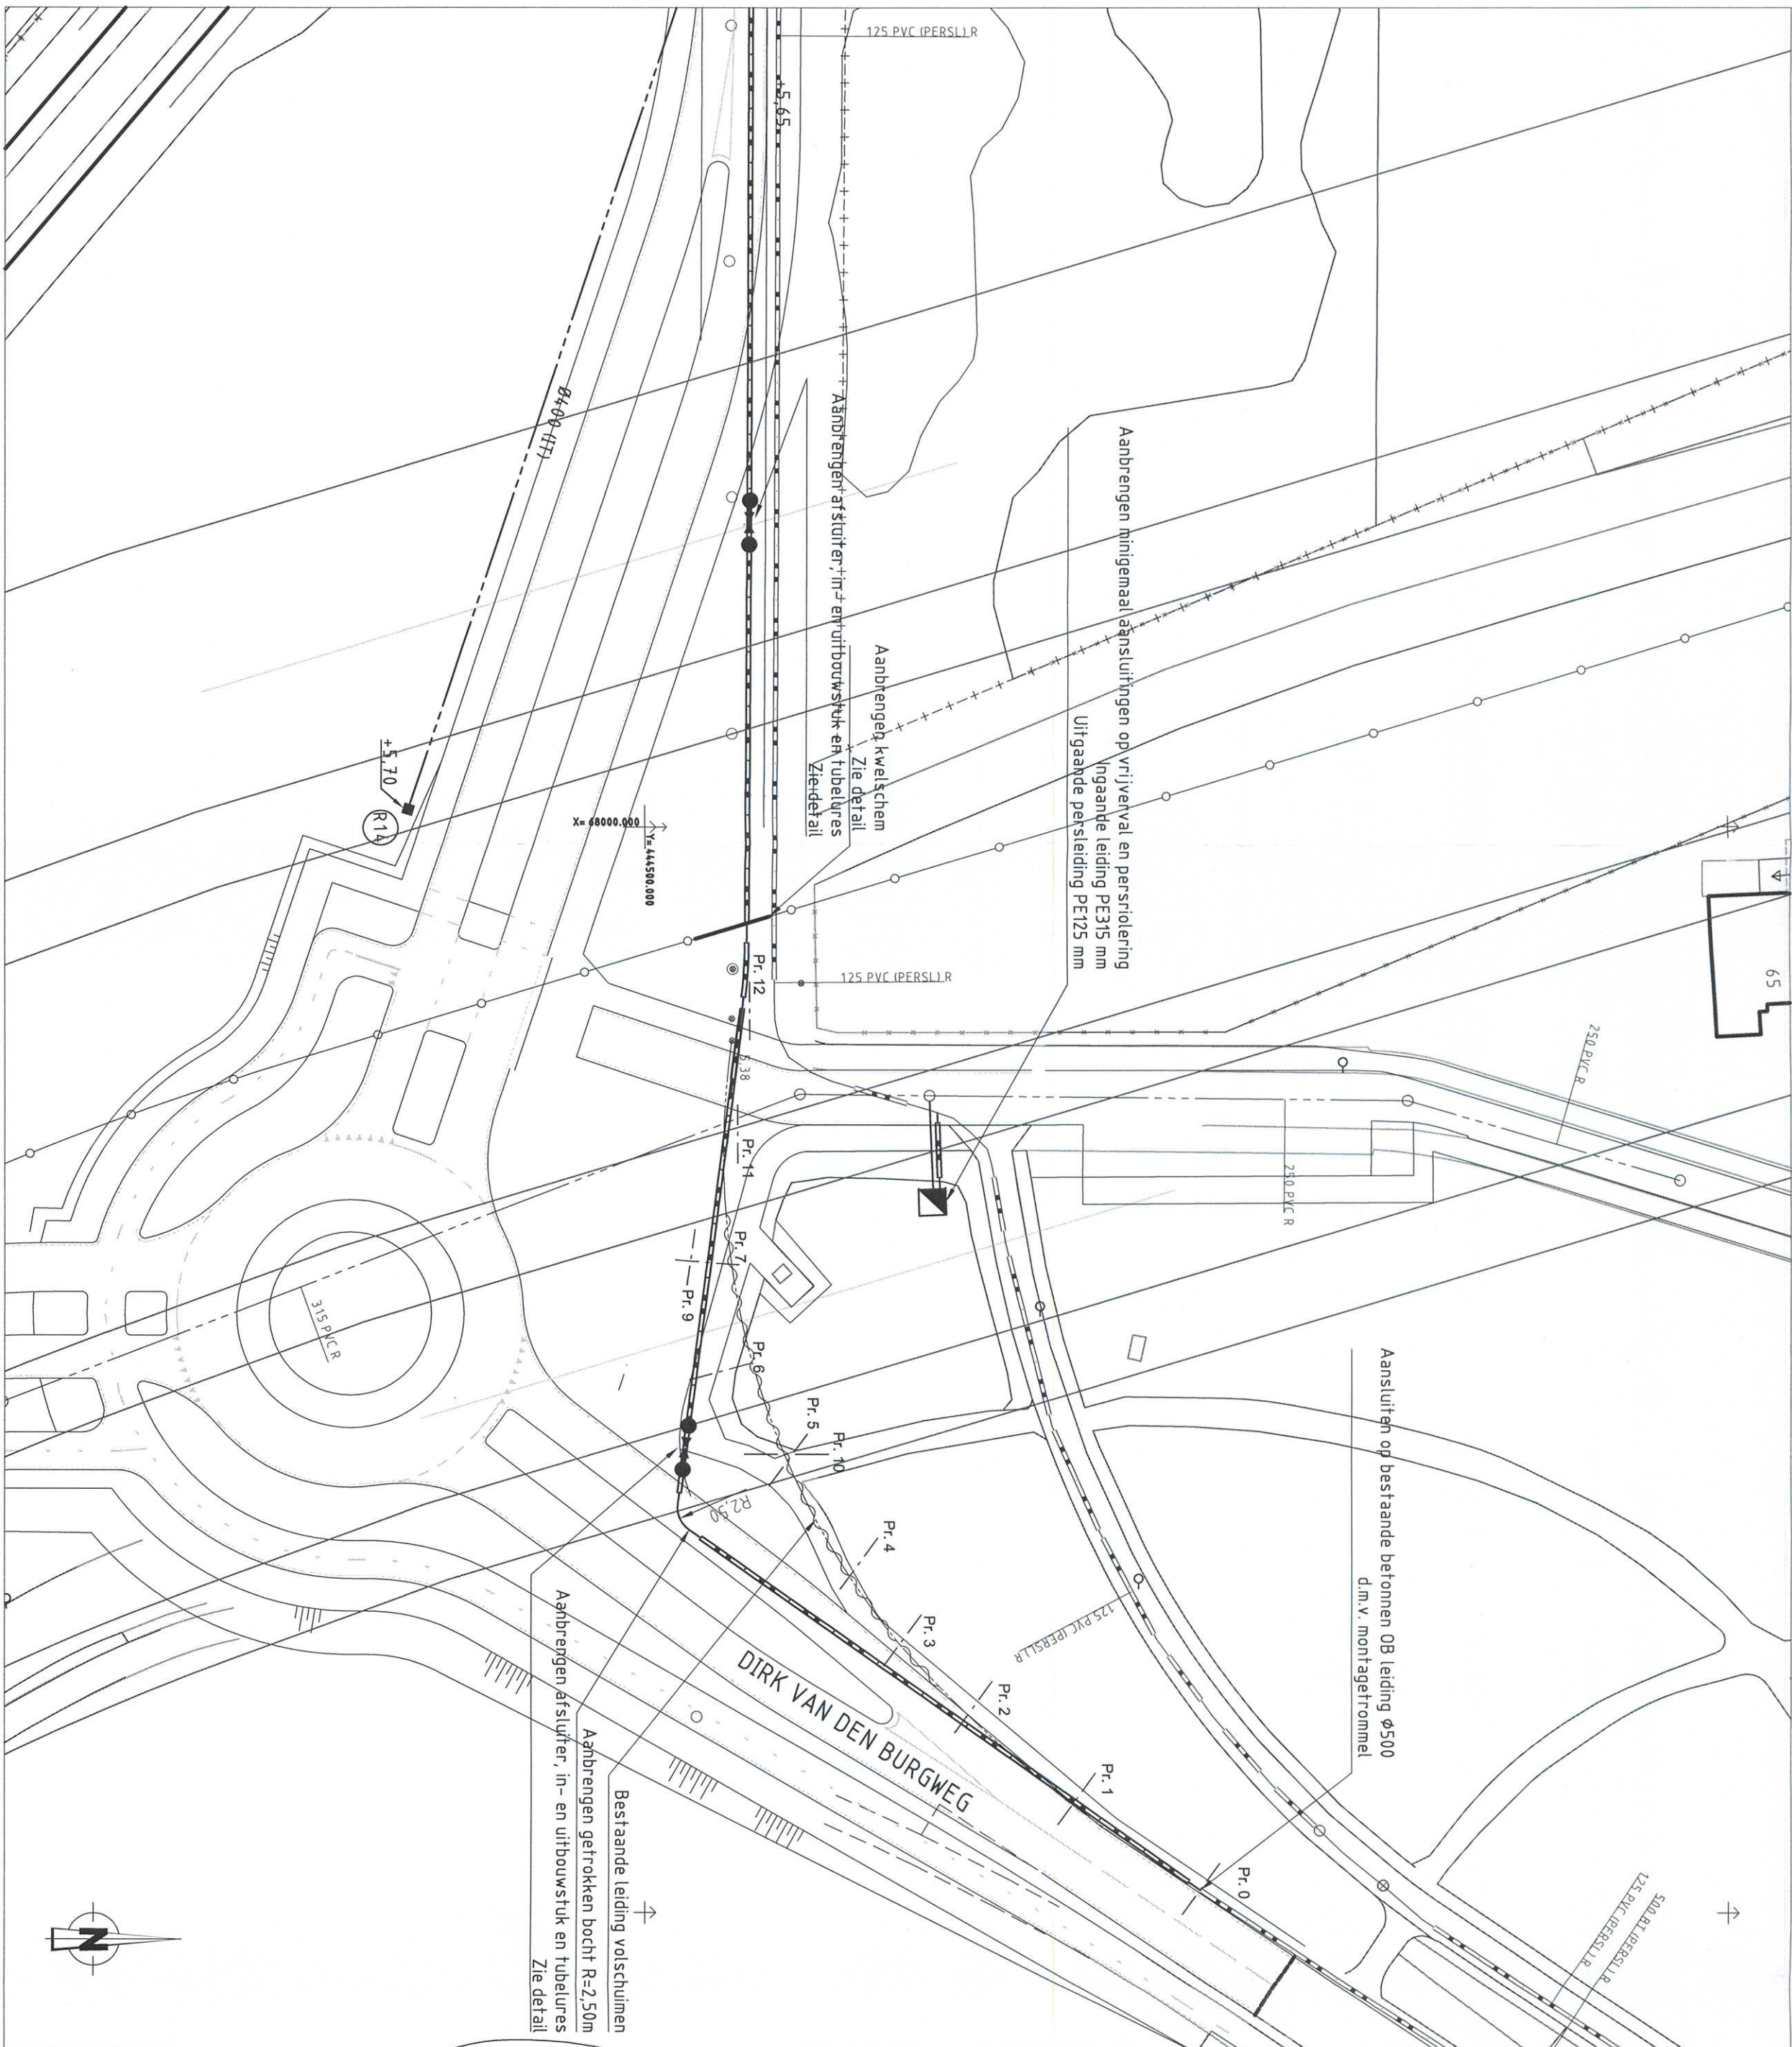 125 PVC (PERSL) R
+5,65
Ø400 (IT)
Aanbrengen afsluiter, in- en uitbouwstuk en tubelures
Zie detail
Aanbrengen kwelscherm
Zie detail
Aanbrengen minigemaal aansluitingen op vrijverval en persriolering
Ingaande leiding PE315 mm
Uitgaande persleiding PE125 mm
+5,70
R14
X= 68000.000
Y= 444500.000
125 PVC (PERSL) R
65
Pr. 12
5,38
250 PVC R
250 PVC R
Pr. 11
Pr. 7
Pr. 9
315 PVC R
Pr. 6
Pr. 5
Pr. 10
R2,50
Pr. 4
Pr. 3
Pr. 2
Pr. 1
Pr. 0
Aansluiten op bestaande betonnen OB leiding Ø500
d.m.v. montagetrommel
125 PVC (PERSL) R
DIRK VAN DEN BURGWEG
Bestaande leiding volschuimen
Aanbrengen getrokken bocht R=2,50m
Aanbrengen afsluiter, in- en uitbouwstuk en tubelures
Zie detail
500 BT (PERSL) R
125 PVC (PERSL) R
N